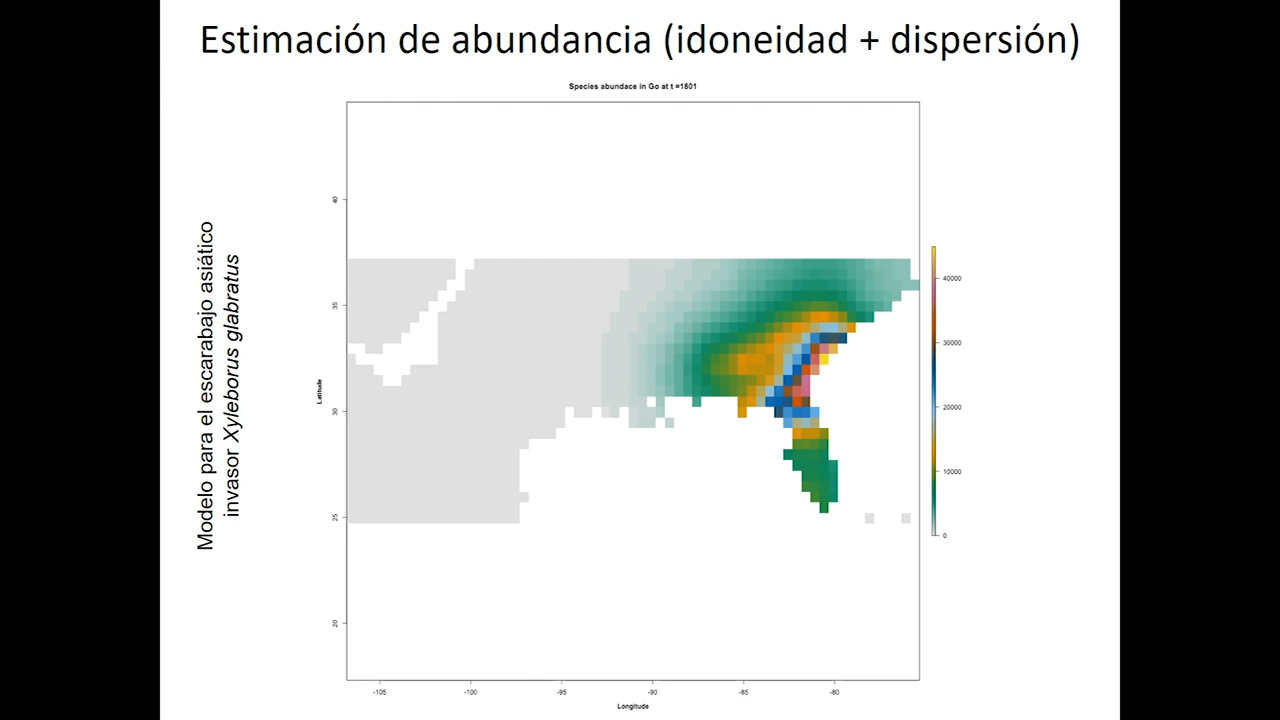 Estimación de abundancia (idoneidad + dispersión)
Species abundace in Go at t =1801
Modelo para el escarabajo asiático
invasor Xyleborus glabratus
Latitude
40
35
30
25
20
-105
-100
-95
-90
-85
-80
Longitude
40000
30000
20000
10000
0